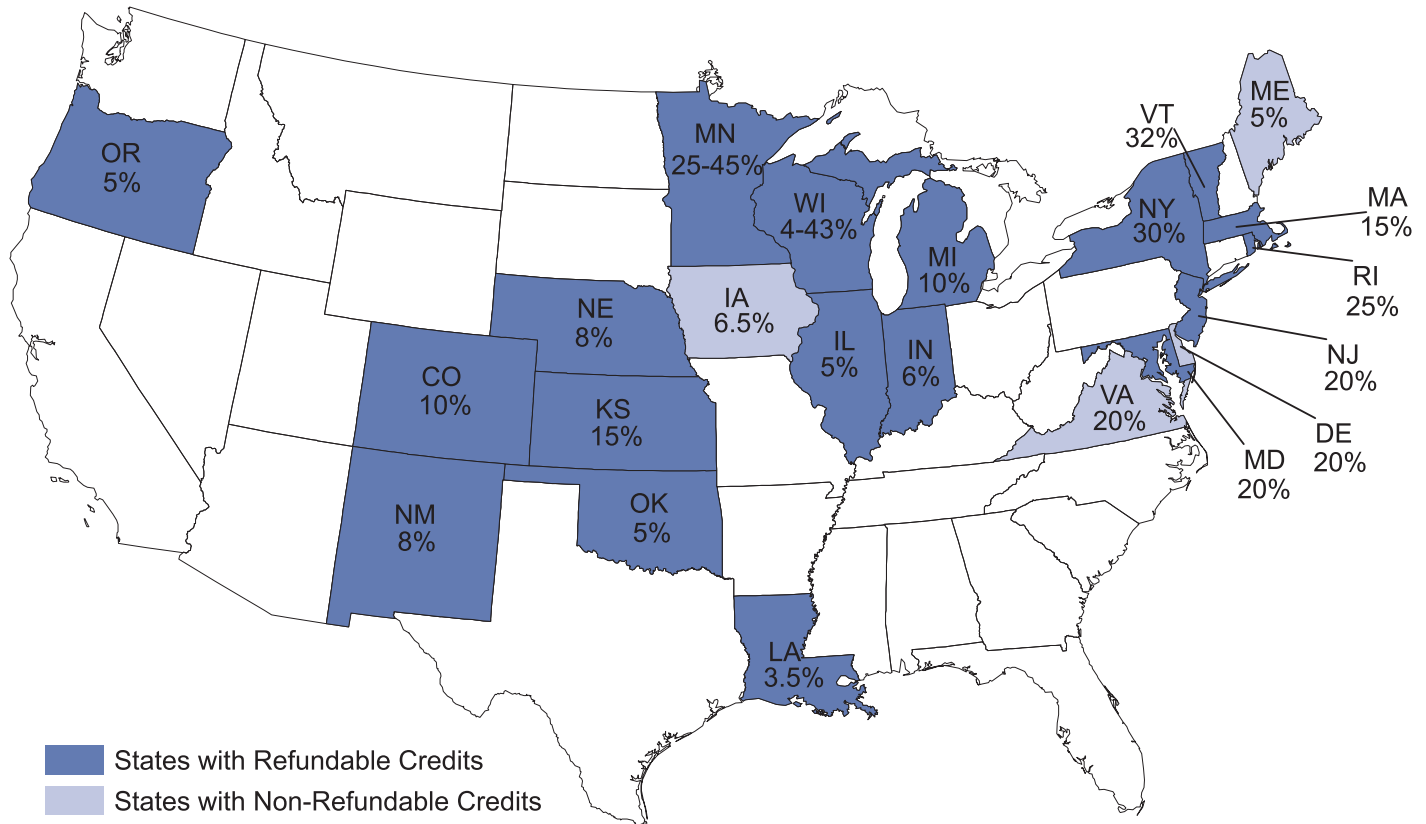 ME
5%
VT
32%
MN
25-45%
OR
5%
WI
4-43%
NY
30%
MA
15%
MI
10%
RI
25%
IA
6.5%
NE
8%
IL
5%
IN
6%
NJ
20%
CO
10%
KS
15%
VA
20%
DE
20%
MD
20%
NM
8%
OK
5%
LA
3.5%
States with Refundable Credits
States with Non-Refundable Credits